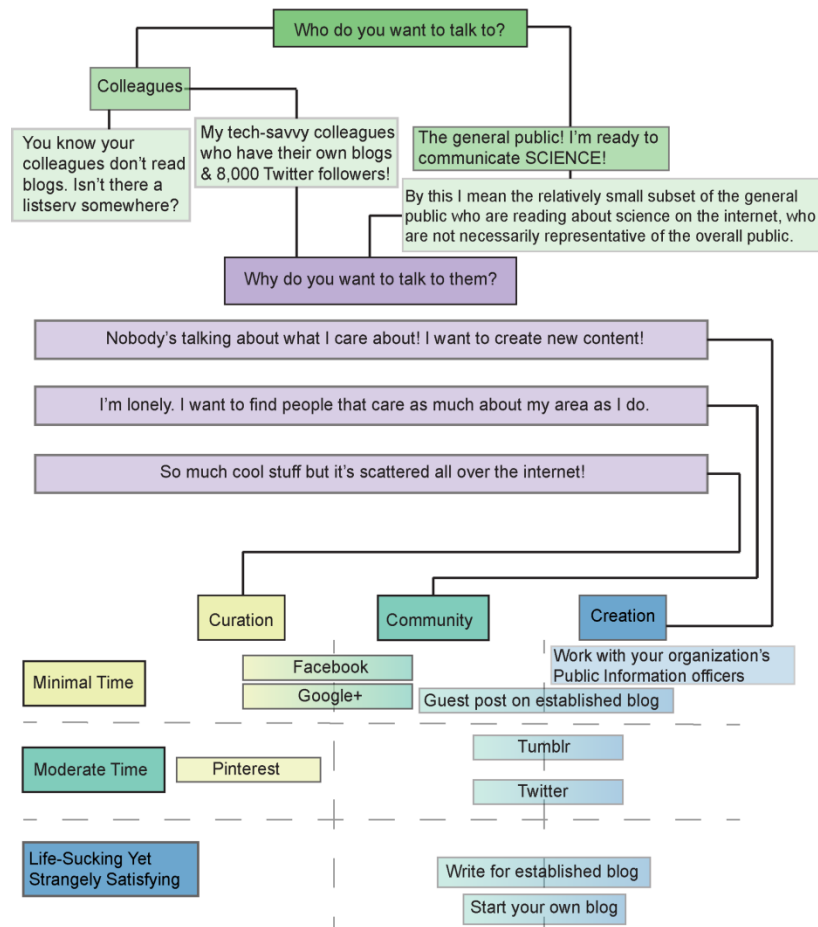 Who do you want to talk to?
Colleagues
You know your
colleagues don't read
blogs. Isn't there a
listserv somewhere?
My tech-savvy colleagues
who have their own blogs
& 8,000 Twitter followers!
The general public! I'm ready to
communicate SCIENCE!
By this I mean the relatively small subset of the general
public who are reading about science on the internet, who
are not necessarily representative of the overall public.
Why do you want to talk to them?
Nobody's talking about what I care about! I want to create new content!
I'm lonely. I want to find people that care as much about my area as I do.
So much cool stuff but it's scattered all over the internet!
Curation
Community
Creation
Minimal Time
Facebook
Google+
Work with your organization's
Public Information officers
Guest post on established blog
Moderate Time
Pinterest
Tumblr
Twitter
Life-Sucking Yet
Strangely Satisfying
Write for established blog
Start your own blog